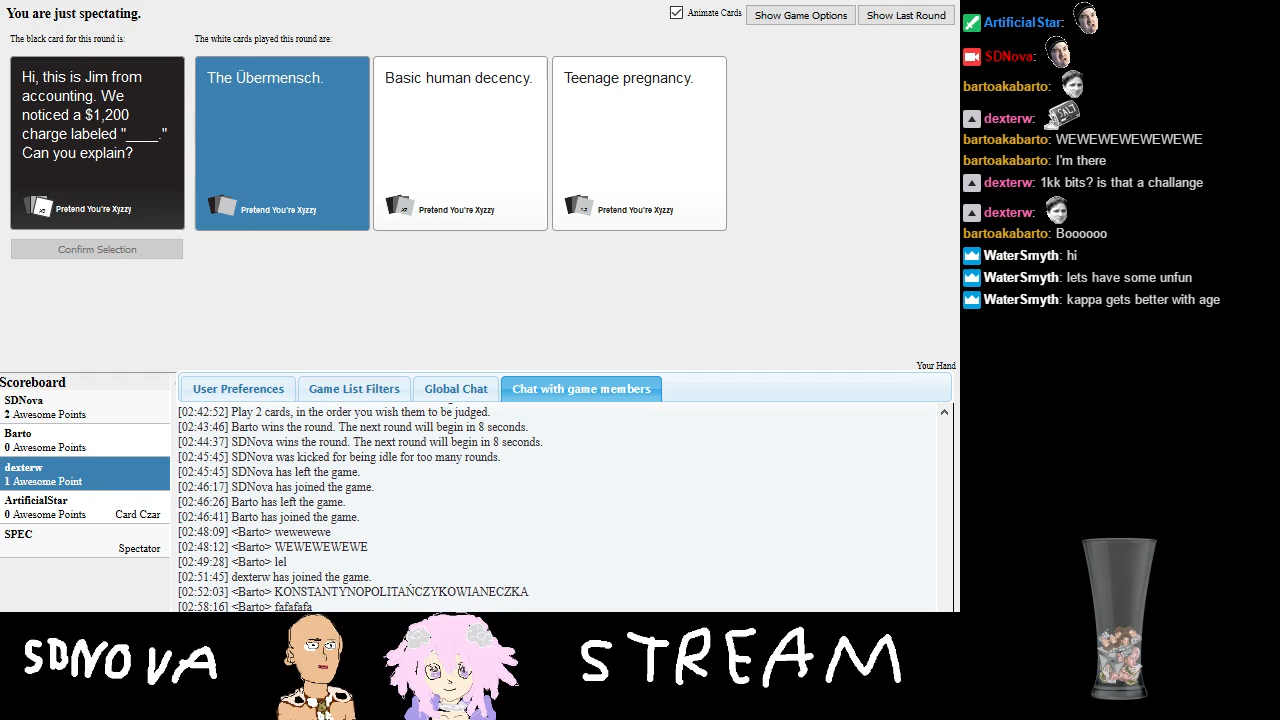 You are just spectating.
Animate Cards
Show Game Options
Show Last Round
The black card for this round is:
The white cards played this round are:
Hi, this is Jim from
accounting. We
noticed a $1,200
charge labeled "____."
Can you explain?
Pretend You're Xyzzy
The Übermensch.
Pretend You're Xyzzy
Basic human decency.
Pretend You're Xyzzy
Teenage pregnancy.
Pretend You're Xyzzy
Confirm Selection
Your Hand
Scoreboard
SDNova
2 Awesome Points
Barto
0 Awesome Points
dexterw
1 Awesome Point
ArtificialStar
0 Awesome Points Card Czar
SPEC
Spectator
User Preferences
Game List Filters
Global Chat
Chat with game members
[02:42:52] Play 2 cards, in the order you wish them to be judged.
[02:43:46] Barto wins the round. The next round will begin in 8 seconds.
[02:44:37] SDNova wins the round. The next round will begin in 8 seconds.
[02:45:45] SDNova was kicked for being idle for too many rounds.
[02:45:45] SDNova has left the game.
[02:46:17] SDNova has joined the game.
[02:46:26] Barto has left the game.
[02:46:41] Barto has joined the game.
[02:48:09] <Barto> wewewewe
[02:48:12] <Barto> WEWEWEWEWE
[02:49:28] <Barto> lel
[02:51:45] dexterw has joined the game.
[02:52:03] <Barto> KONSTANTYNOPOLITAŃCZYKOWIANECZKA
[02:58:16] <Barto> fafafafa
ArtificialStar:
SDNova:
bartoakabarto:
dexterw:
bartoakabarto: WEWEWEWEWEWEWE
bartoakabarto: I'm there
dexterw: 1kk bits? is that a challange
dexterw:
bartoakabarto: Boooooo
WaterSmyth: hi
WaterSmyth: lets have some unfun
WaterSmyth: kappa gets better with age
SDNOVA STREAM